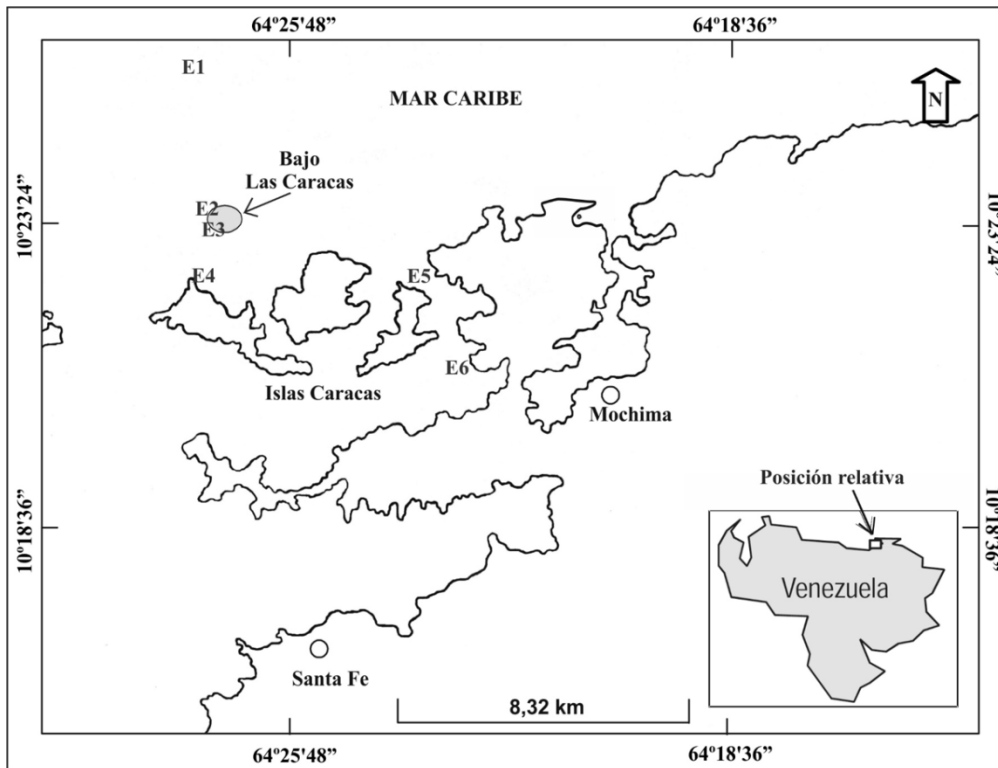 64º25'48”
64º18'36”
E1
MAR CARIBE
N
Bajo
Las Caracas
E2
E3
10º23'24”
10º23'24”
E4
E5
E6
Islas Caracas
Mochima
Posición relativa
10º18'36”
10º18'36”
Venezuela
Santa Fe
8,32 km
64º25'48”
64º18'36”